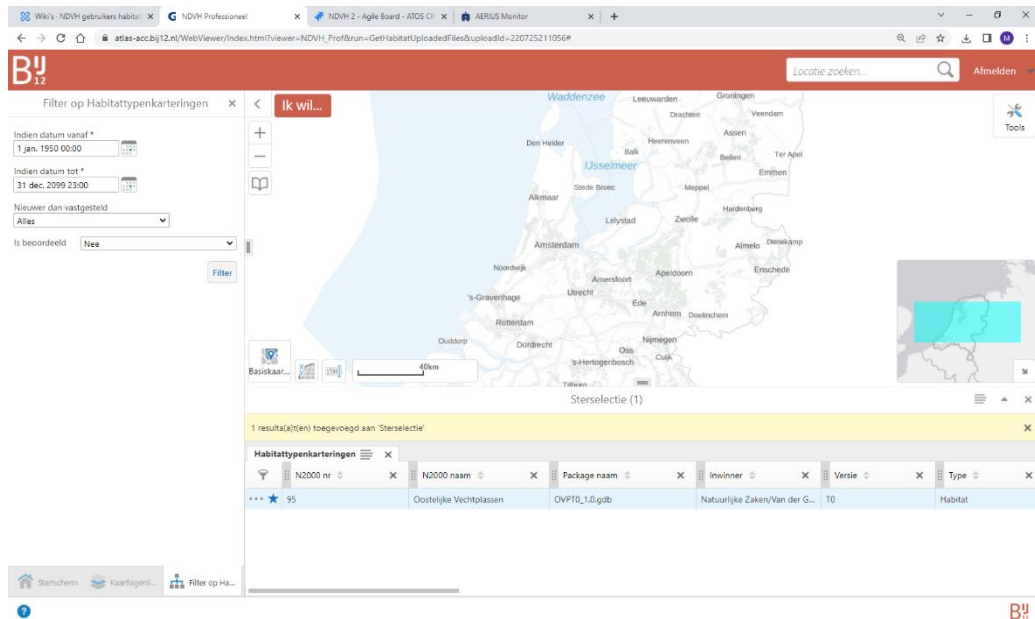 Wiki's - NDVH gebruikers habitat
NDVH Professioneel
NDVH 2 - Agile Board - ATOS CR
AERIUS Monitor
atlas-acc.bij12.nl/WebViewer/Index.html?viewer=NDVH_Prof&run=GetHabitatUploadedFiles&uploadId=220725211056#
M
BIJ12
Locatie zoeken...
Afmelden
Filter op Habitattypenkarteringen
Indien datum vanaf *
1 jan. 1950 00:00
Indien datum tot *
31 dec. 2099 23:00
Nieuwer dan vastgesteld
Alles
Is beoordeeld
Nee
Filter
Ik wil...
Tools
Waddenzee
Leeuwarden
Groningen
Drachten
Veendam
Den Helder
Heerenveen
Assen
Balk
Beilen
Ter Apel
IJsselmeer
Emmen
Stede Broec
Meppel
Alkmaar
Hardenberg
Lelystad
Zwolle
Amsterdam
Almelo
Denekamp
Noordwijk
Apeldoorn
Enschede
Amersfoort
Utrecht
's-Gravenhage
Ede
Arnhem
Doetinchem
Rotterdam
Ouddorp
Dordrecht
Nijmegen
Oss
's-Hertogenbosch
Cuijk
Tilburg
Basiskaar...
40km
Sterselectie (1)
1 resulta(a)t(en) toegevoegd aan 'Sterselectie'
Habitattypenkarteringen
N2000 nr
N2000 naam
Package naam
Inwinner
Versie
Type
95
Oostelijke Vechtplassen
OVPT0_1.0.gdb
Natuurlijke Zaken/Van der G...
T0
Habitat
Startscherm
Kaartlagenli...
Filter op Ha...
BIJ12